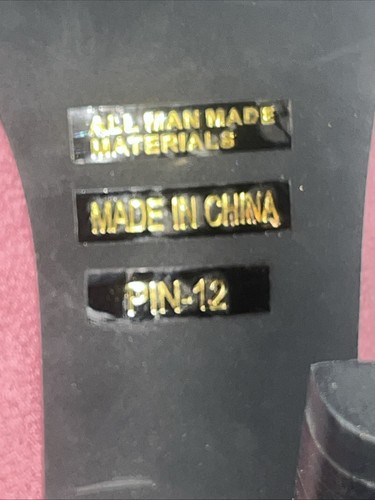 ALL MAN MADE
MATERIALS
MADE IN CHINA
PIN-12